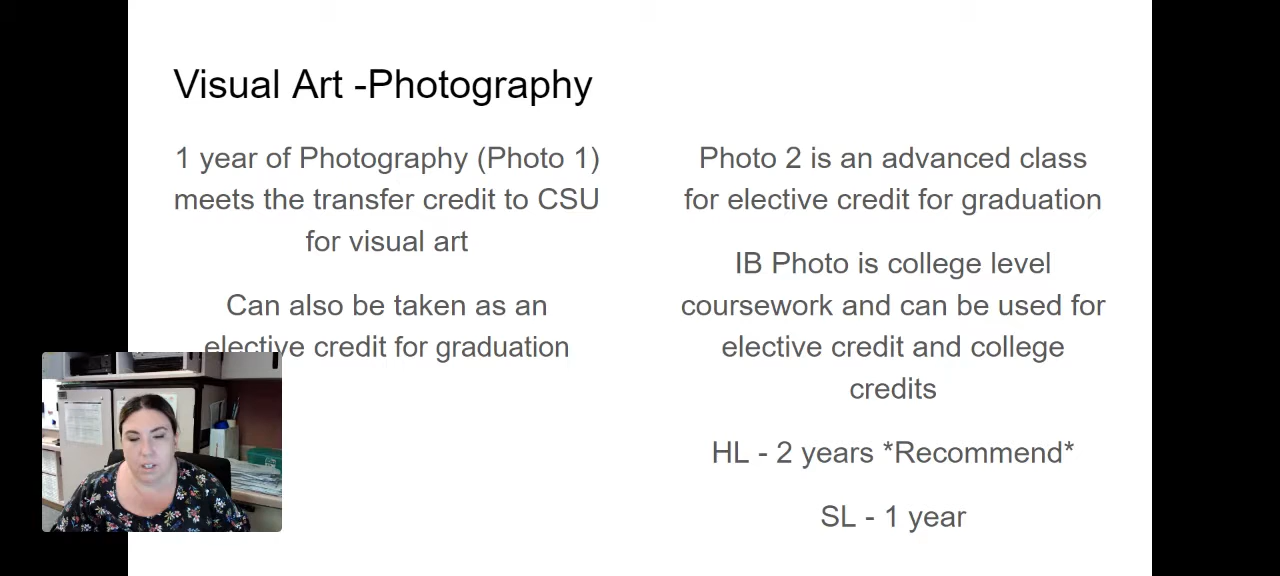 Visual Art -Photography
1 year of Photography (Photo 1)
meets the transfer credit to CSU
for visual art
Can also be taken as an
elective credit for graduation
Photo 2 is an advanced class
for elective credit for graduation
IB Photo is college level
coursework and can be used for
elective credit and college
credits
HL - 2 years *Recommend*
SL - 1 year